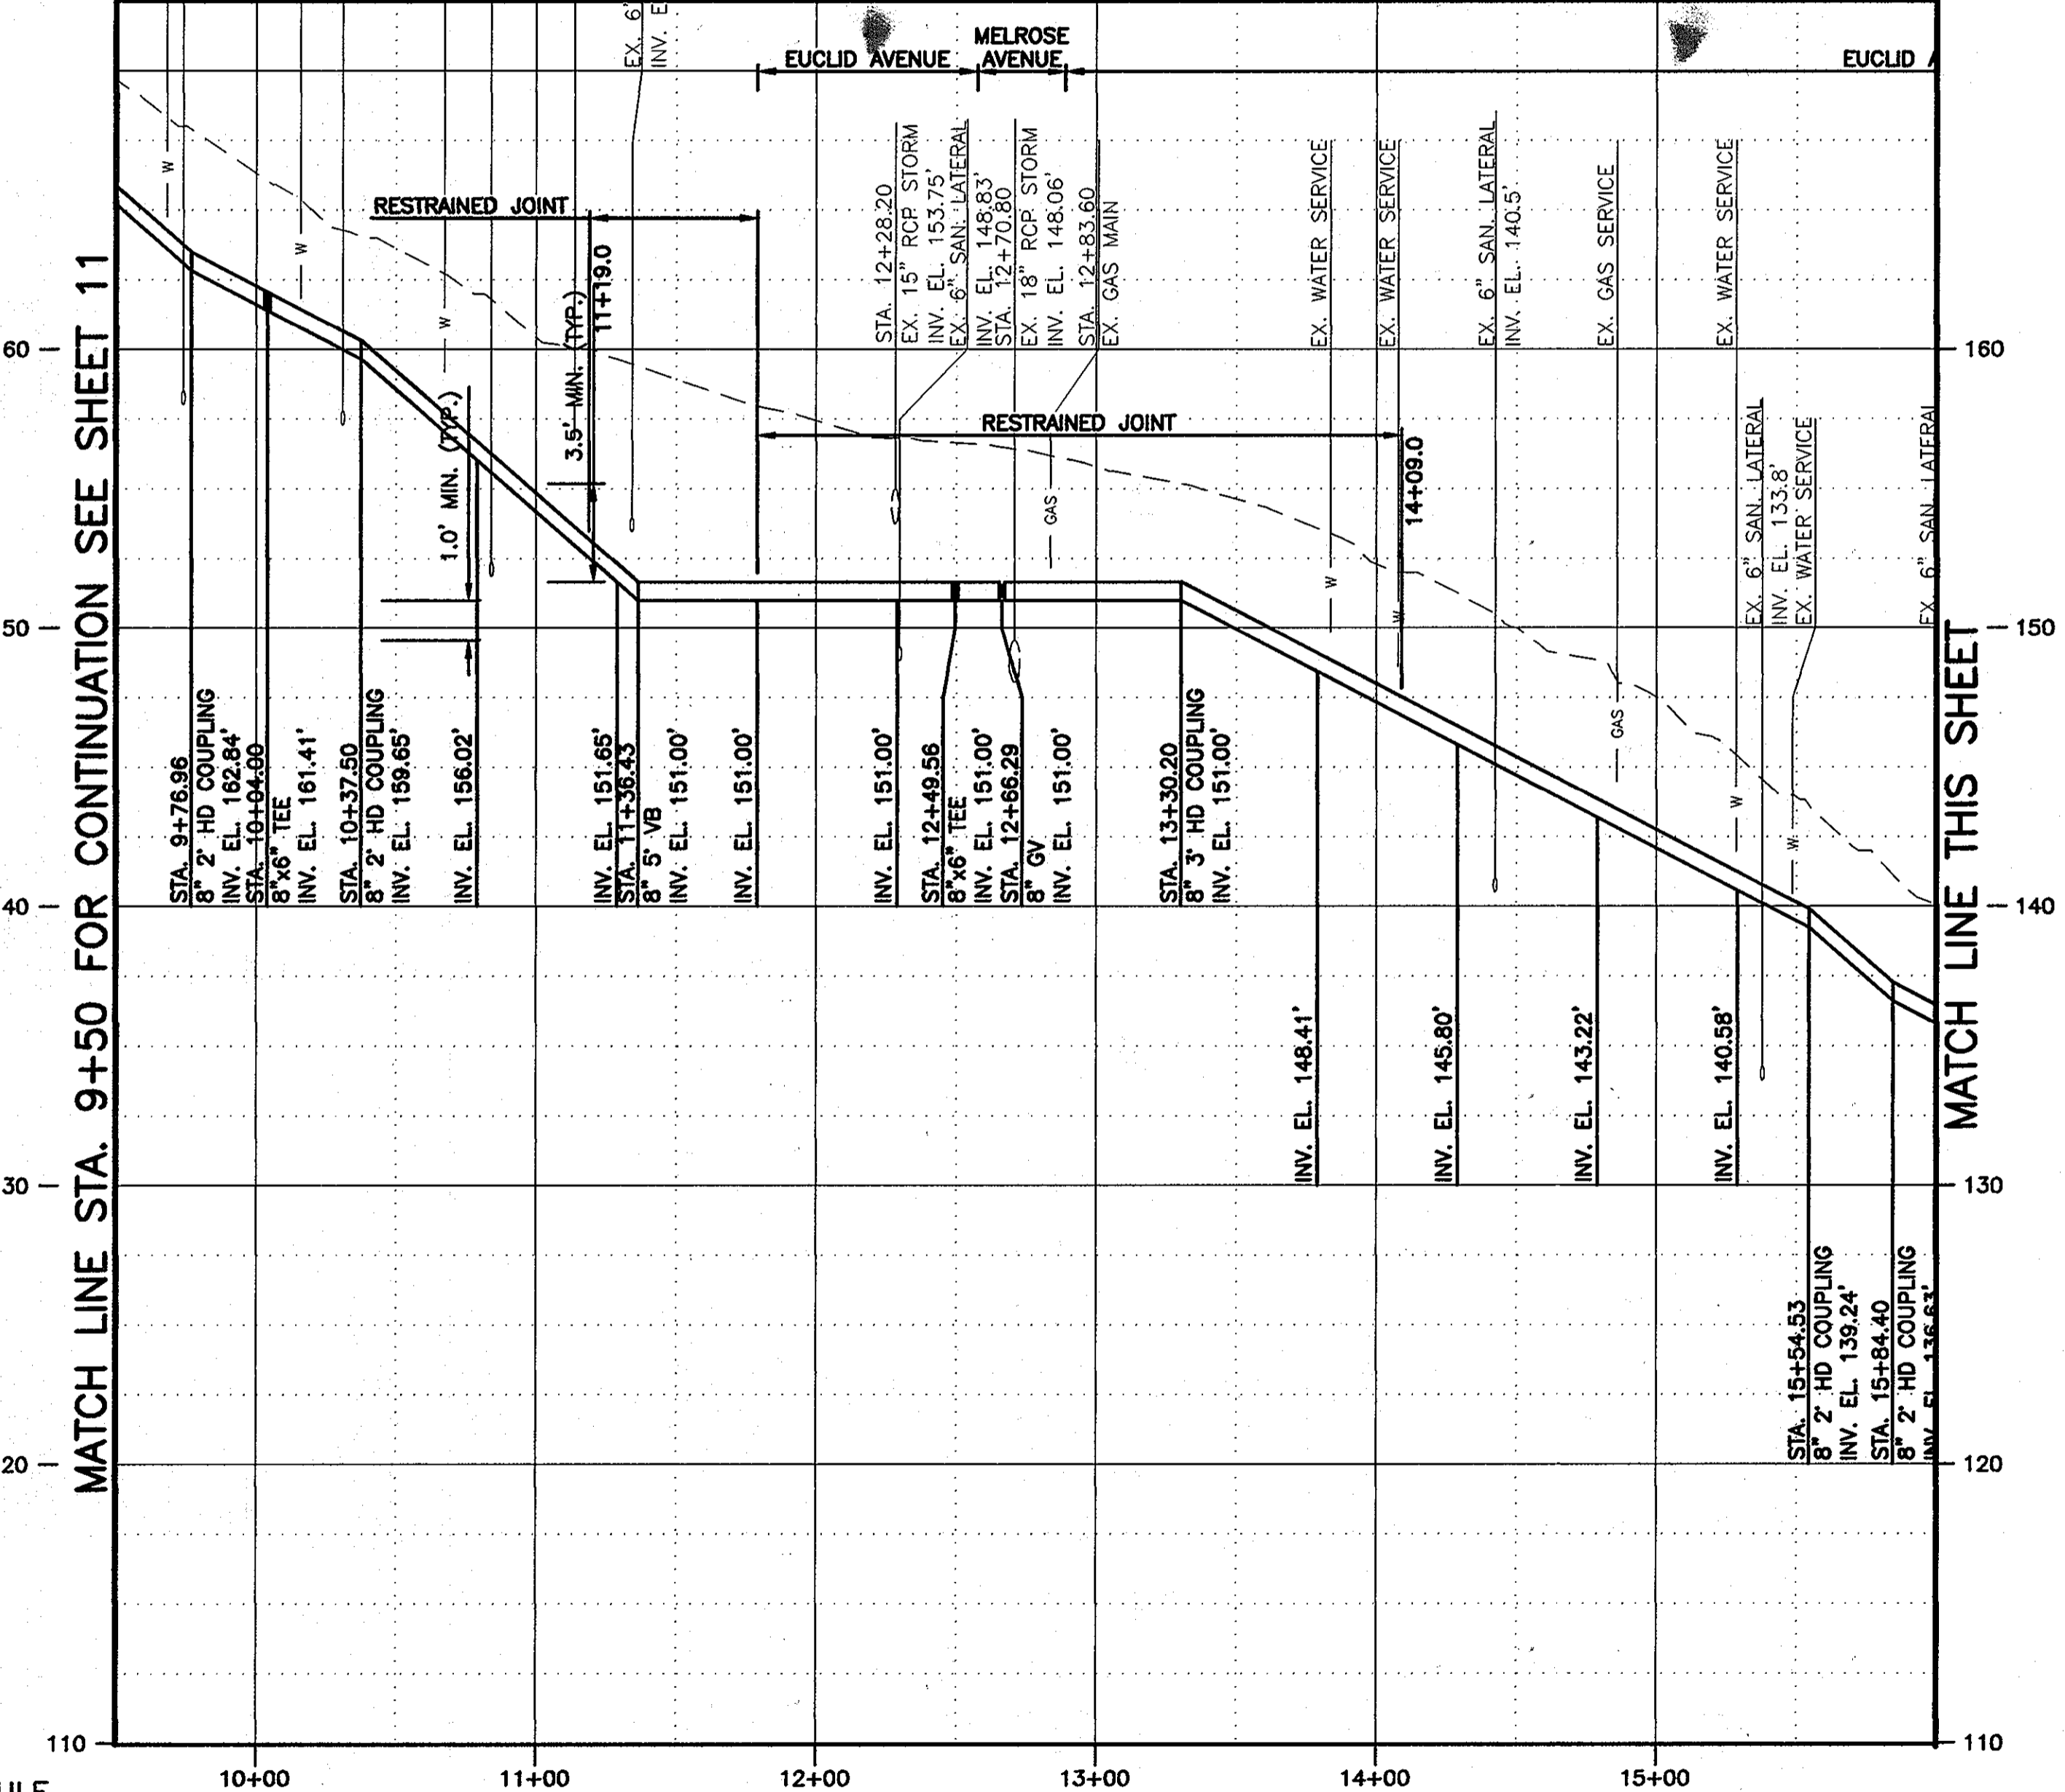 EX. 6"
INV. E
EUCLID AVENUE
MELROSE
AVENUE
EUCLID
RESTRAINED JOINT
11+19.0
3.5' MIN. (TYP.)
1.0' MIN. (TYP.)
STA. 12+28.20
EX. 15" RCP STORM
INV. EL. 153.75'
EX. 6" SAN. LATERAL
INV. EL. 148.83'
STA. 12+70.80
EX. 18" RCP STORM
INV. EL. 148.06'
STA. 12+83.60
EX. GAS MAIN
EX. WATER SERVICE
EX. WATER SERVICE
EX. 6" SAN. LATERAL
INV. EL. 140.5'
EX. GAS SERVICE
EX. WATER SERVICE
EX. 6" SAN. LATERAL
INV. EL. 133.8'
EX. WATER SERVICE
EX. 6" SAN. LATERAL
RESTRAINED JOINT
14+09.0
W
W
W
GAS
W
W
GAS
W
W
MATCH LINE STA. 9+50 FOR CONTINUATION SEE SHEET 11
MATCH LINE THIS SHEET
60
50
40
30
20
110
160
150
140
130
120
110
STA. 9+76.96
8" 2° HD COUPLING
INV. EL. 162.84'
STA. 10+04.00
8"x6" TEE
INV. EL. 161.41'
STA. 10+37.50
8" 2° HD COUPLING
INV. EL. 159.65'
INV. EL. 156.02'
INV. EL. 151.65'
STA. 11+36.43
8" 5° VB
INV. EL. 151.00'
INV. EL. 151.00'
INV. EL. 151.00'
STA. 12+49.56
8"x6" TEE
INV. EL. 151.00'
STA. 12+66.29
8" GV
INV. EL. 151.00'
STA. 13+30.20
8" 3° HD COUPLING
INV. EL. 151.00'
INV. EL. 148.41'
INV. EL. 145.80'
INV. EL. 143.22'
INV. EL. 140.58'
STA. 15+54.53
8" 2° HD COUPLING
INV. EL. 139.24'
STA. 15+84.40
8" 2° HD COUPLING
INV. EL. 136.63'
10+00
11+00
12+00
13+00
14+00
15+00